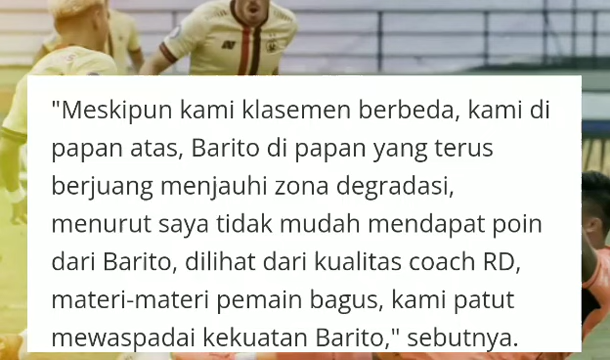 "Meskipun kami klasemen berbeda, kami di
papan atas, Barito di papan yang terus
berjuang menjauhi zona degradasi,
menurut saya tidak mudah mendapat poin
dari Barito, dilihat dari kualitas coach RD,
materi-materi pemain bagus, kami patut
mewaspadai kekuatan Barito," sebutnya.